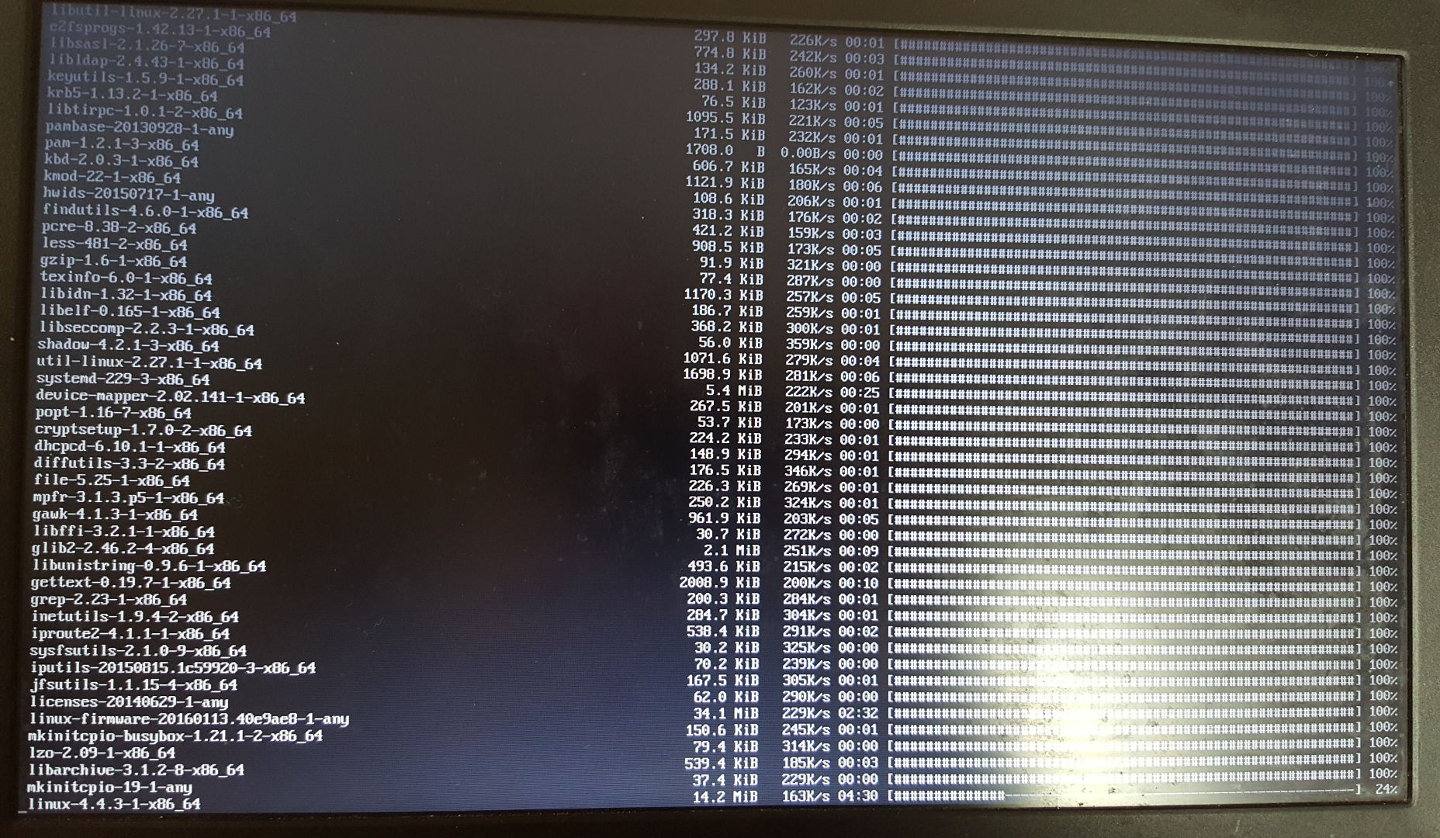 libutil-linux-2.27.1-1-x86_64 297.8 KiB 226K/s 00:01 [##########################################################] 100%
e2fsprogs-1.42.13-1-x86_64 774.8 KiB 242K/s 00:03 [##########################################################] 100%
libsasl-2.1.26-7-x86_64 134.2 KiB 260K/s 00:01 [##########################################################] 100%
libldap-2.4.43-1-x86_64 288.1 KiB 162K/s 00:02 [##########################################################] 100%
keyutils-1.5.9-1-x86_64 76.5 KiB 123K/s 00:01 [##########################################################] 100%
krb5-1.13.2-1-x86_64 1095.5 KiB 221K/s 00:05 [##########################################################] 100%
libtirpc-1.0.1-2-x86_64 171.5 KiB 232K/s 00:01 [##########################################################] 100%
pambase-20130928-1-any 1708.0 B 0.00B/s 00:00 [##########################################################] 100%
pam-1.2.1-3-x86_64 606.7 KiB 165K/s 00:04 [##########################################################] 100%
kbd-2.0.3-1-x86_64 1121.9 KiB 180K/s 00:06 [##########################################################] 100%
kmod-22-1-x86_64 108.6 KiB 206K/s 00:01 [##########################################################] 100%
hwids-20150717-1-any 318.3 KiB 176K/s 00:02 [##########################################################] 100%
findutils-4.6.0-1-x86_64 421.2 KiB 159K/s 00:03 [##########################################################] 100%
pcre-8.38-2-x86_64 908.5 KiB 173K/s 00:05 [##########################################################] 100%
less-481-2-x86_64 91.9 KiB 321K/s 00:00 [##########################################################] 100%
gzip-1.6-1-x86_64 77.4 KiB 287K/s 00:00 [##########################################################] 100%
texinfo-6.0-1-x86_64 1170.3 KiB 257K/s 00:05 [##########################################################] 100%
libidn-1.32-1-x86_64 186.7 KiB 259K/s 00:01 [##########################################################] 100%
libelf-0.165-1-x86_64 368.2 KiB 300K/s 00:01 [##########################################################] 100%
libseccomp-2.2.3-1-x86_64 56.0 KiB 359K/s 00:00 [##########################################################] 100%
shadow-4.2.1-3-x86_64 1071.6 KiB 279K/s 00:04 [##########################################################] 100%
util-linux-2.27.1-1-x86_64 1698.9 KiB 281K/s 00:06 [##########################################################] 100%
systemd-229-3-x86_64 5.4 MiB 222K/s 00:25 [##########################################################] 100%
device-mapper-2.02.141-1-x86_64 267.5 KiB 201K/s 00:01 [##########################################################] 100%
popt-1.16-7-x86_64 53.7 KiB 173K/s 00:00 [##########################################################] 100%
cryptsetup-1.7.0-2-x86_64 224.2 KiB 233K/s 00:01 [##########################################################] 100%
dhcpcd-6.10.1-1-x86_64 148.9 KiB 294K/s 00:01 [##########################################################] 100%
diffutils-3.3-2-x86_64 176.5 KiB 346K/s 00:01 [##########################################################] 100%
file-5.25-1-x86_64 226.3 KiB 269K/s 00:01 [##########################################################] 100%
mpfr-3.1.3.p5-1-x86_64 250.2 KiB 324K/s 00:01 [##########################################################] 100%
gawk-4.1.3-1-x86_64 961.9 KiB 203K/s 00:05 [##########################################################] 100%
libffi-3.2.1-1-x86_64 30.7 KiB 272K/s 00:00 [##########################################################] 100%
glib2-2.46.2-4-x86_64 2.1 MiB 251K/s 00:09 [##########################################################] 100%
libunistring-0.9.6-1-x86_64 493.6 KiB 215K/s 00:02 [##########################################################] 100%
gettext-0.19.7-1-x86_64 2008.9 KiB 200K/s 00:10 [##########################################################] 100%
grep-2.23-1-x86_64 200.3 KiB 284K/s 00:01 [##########################################################] 100%
inetutils-1.9.4-2-x86_64 284.7 KiB 304K/s 00:01 [##########################################################] 100%
iproute2-4.1.1-1-x86_64 538.4 KiB 291K/s 00:02 [##########################################################] 100%
sysfsutils-2.1.0-9-x86_64 30.2 KiB 325K/s 00:00 [##########################################################] 100%
iputils-20150815.1c59920-3-x86_64 70.2 KiB 239K/s 00:00 [##########################################################] 100%
jfsutils-1.1.15-4-x86_64 167.5 KiB 305K/s 00:01 [##########################################################] 100%
licenses-20140629-1-any 62.0 KiB 290K/s 00:00 [##########################################################] 100%
linux-firmware-20160113.40e9ae8-1-any 34.1 MiB 229K/s 02:32 [##########################################################] 100%
mkinitcpio-busybox-1.21.1-2-x86_64 150.6 KiB 245K/s 00:01 [##########################################################] 100%
lzo-2.09-1-x86_64 79.4 KiB 314K/s 00:00 [##########################################################] 100%
libarchive-3.1.2-8-x86_64 539.4 KiB 185K/s 00:03 [##########################################################] 100%
mkinitcpio-19-1-any 37.4 KiB 229K/s 00:00 [##########################################################] 100%
_linux-4.4.3-1-x86_64 14.2 MiB 163K/s 04:30 [##############--------------------------------------------] 24%